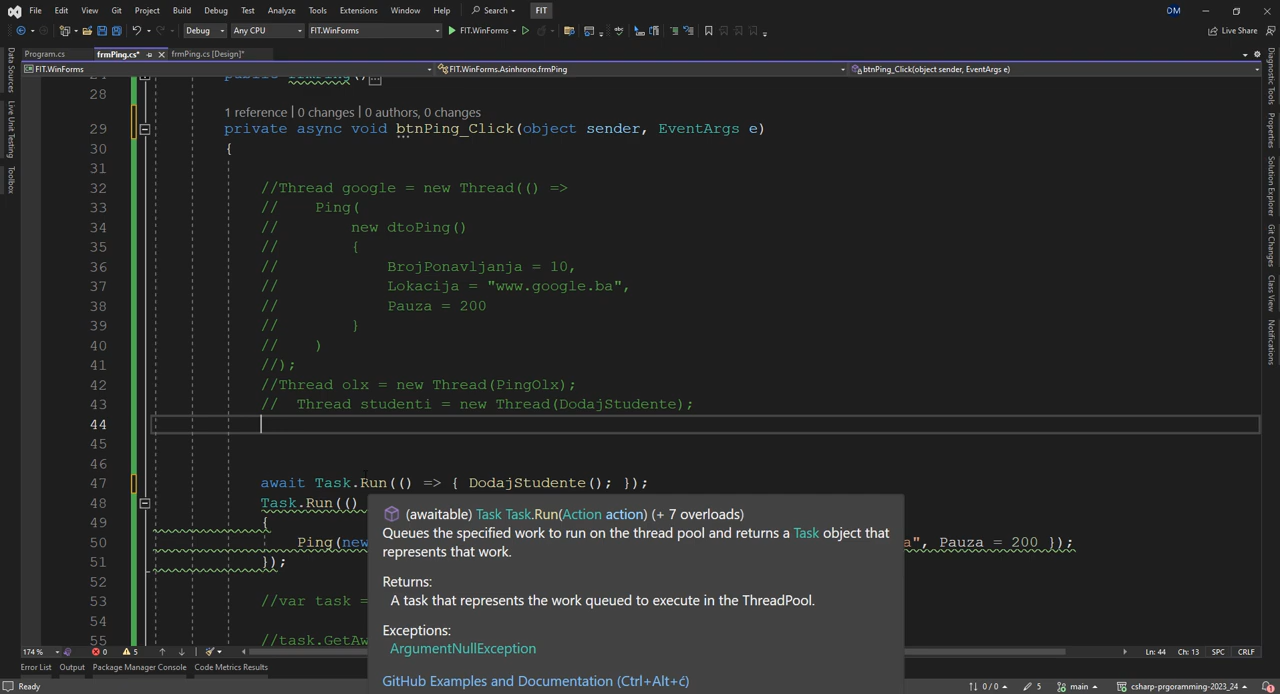 File Edit View Git Project Build Debug Test Analyze Tools Extensions Window Help Search FIT DM
Debug Any CPU FIT.WinForms FIT.WinForms Live Share
Program.cs frmPing.cs* frmPing.cs [Design]*
FIT.WinForms FIT.WinForms.Asinhrono.frmPing btnPing_Click(object sender, EventArgs e)
28
1 reference | 0 changes | 0 authors, 0 changes
29 private async void btnPing_Click(object sender, EventArgs e)
30 {
31
32 //Thread google = new Thread(() =>
33 // Ping(
34 // new dtoPing()
35 // {
36 // BrojPonavljanja = 10,
37 // Lokacija = "www.google.ba",
38 // Pauza = 200
39 // }
40 // )
41 //);
42 //Thread olx = new Thread(PingOlx);
43 // Thread studenti = new Thread(DodajStudente);
44
45
46
47 await Task.Run(() => { DodajStudente(); });
48 Task.Run(()
49 {
50 Ping(new a", Pauza = 200 });
51 });
52
53 //var task =
54
55 //task.GetAw
(awaitable) Task Task.Run(Action action) (+ 7 overloads)
Queues the specified work to run on the thread pool and returns a Task object that
represents that work.
Returns:
A task that represents the work queued to execute in the ThreadPool.
Exceptions:
ArgumentNullException
GitHub Examples and Documentation (Ctrl+Alt+ć)
Data Sources
Live Unit Testing
Toolbox
Diagnostic Tools
Properties
Solution Explorer
Git Changes
Class View
Notifications
174 % 0 5 Ln: 44 Ch: 13 SPC CRLF
Error List Output Package Manager Console Code Metrics Results
Ready 0 / 0 5 main csharp-prgoramming-2023_24